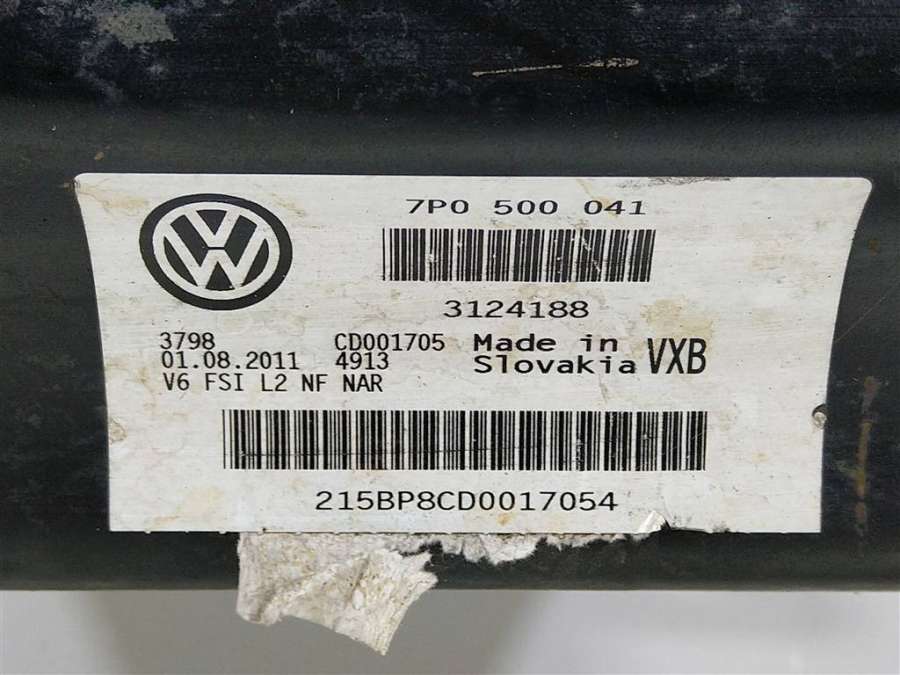 7P0 500 041
3124188
3798 CD001705
01.08.2011 4913
V6 FSI L2 NF NAR
Made in
Slovakia VXB
215BP8CD0017054